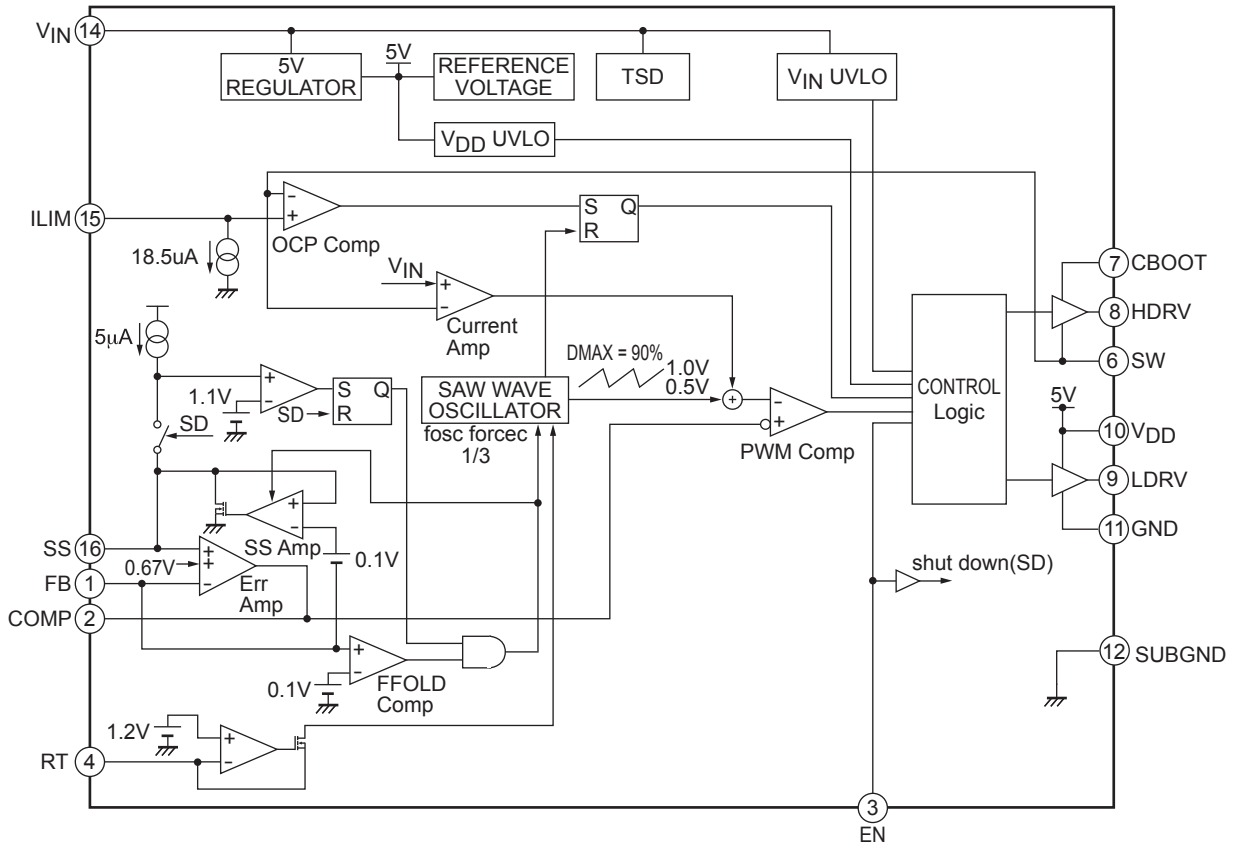 VIN 14
5V
REGULATOR
5V
REFERENCE
VOLTAGE
TSD
VIN UVLO
VDD UVLO
ILIM 15
18.5uA
-
+
OCP Comp
S Q
R
VIN
+
-
Current
Amp
7 CBOOT
8 HDRV
6 SW
5µA
1.1V
+
-
SD
S Q
R
SD
SAW WAVE
OSCILLATOR
fosc forcec
1/3
DMAX = 90%
1.0V
0.5V
+
-
+
PWM Comp
CONTROL
Logic
5V
10 VDD
9 LDRV
11 GND
+
-
SS Amp
0.1V
SS 16
0.67V
FB 1
COMP 2
+
+
-
Err
Amp
shut down(SD)
+
-
0.1V
FFOLD
Comp
12 SUBGND
1.2V
+
-
RT 4
3
EN